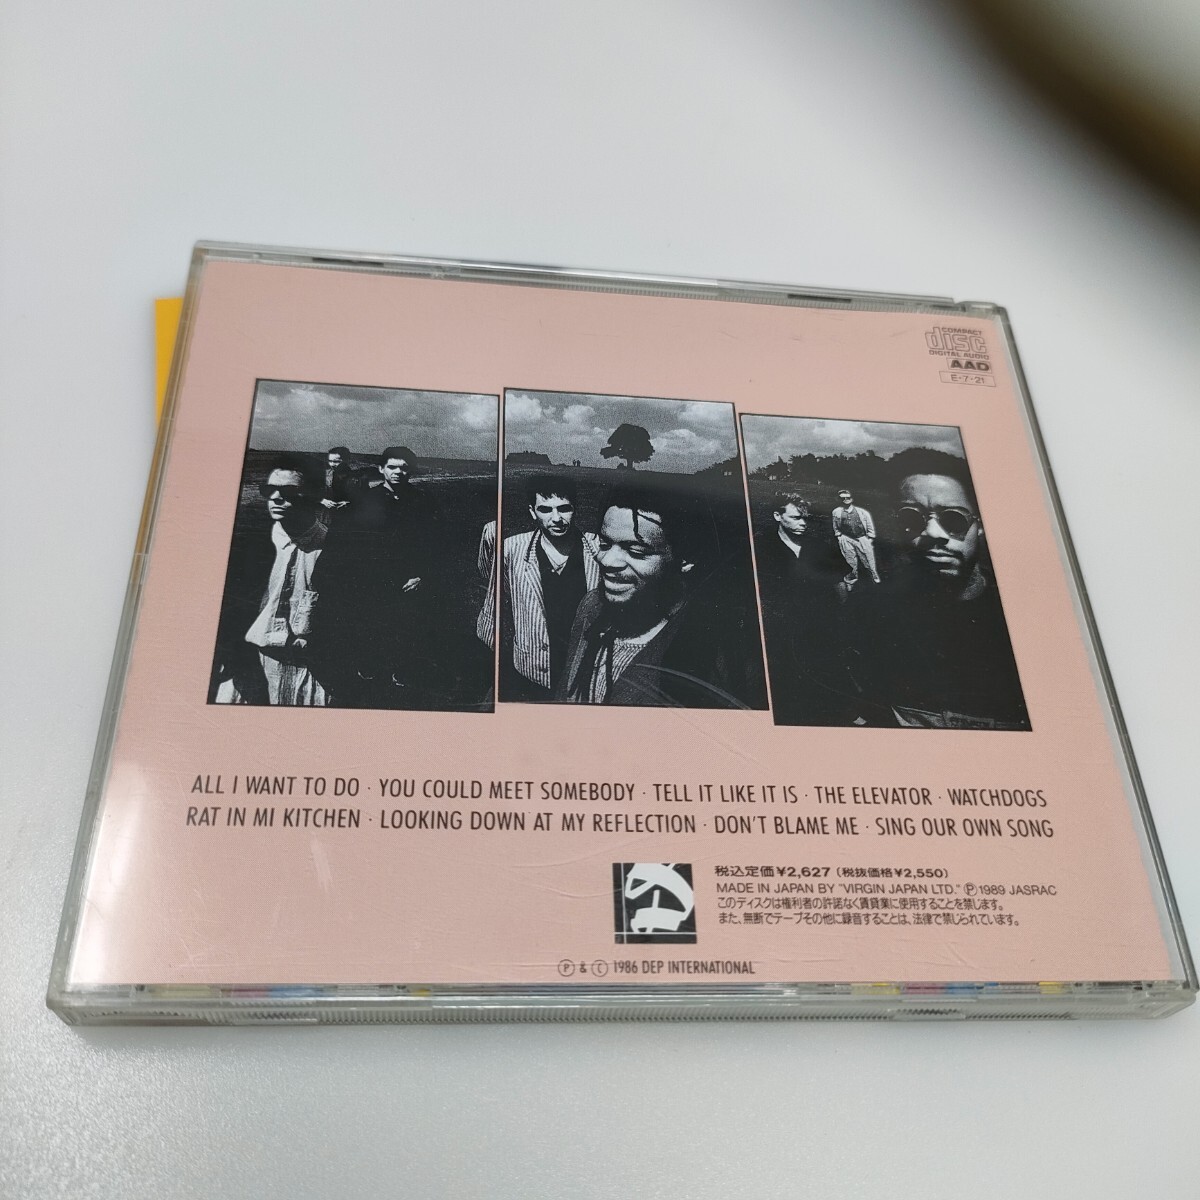 COMPACT
disc
DIGITAL AUDIO
AAD
E・7-21
ALL I WANT TO DO · YOU COULD MEET SOMEBODY · TELL IT LIKE IT IS · THE ELEVATOR · WATCHDOGS
RAT IN MI KITCHEN · LOOKING DOWN AT MY REFLECTION · DON'T BLAME ME · SING OUR OWN SONG
税込定価¥2,627（税抜価格¥2,550）
MADE IN JAPAN BY "VIRGIN JAPAN LTD." Ⓟ1989 JASRAC
このディスクは権利者の許諾なく賃貸業に使用することを禁じます。
また、無断でテープその他に録音することは、法律で禁じられています。
Ⓟ & Ⓒ 1986 DEP INTERNATIONAL